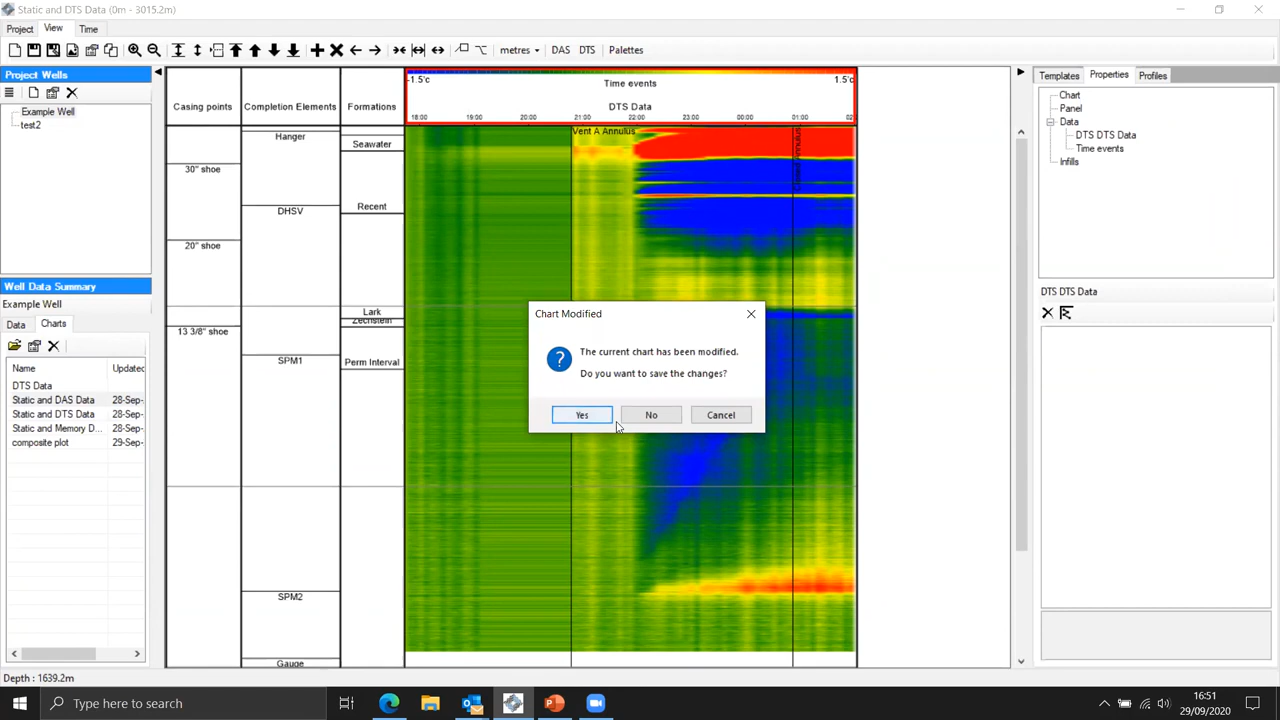 Static and DTS Data (0m - 3015.2m)
Project View Time
metres DAS DTS Palettes
Project Wells
Example Well
test2
Well Data Summary
Example Well
Data Charts
Name Updated
DTS Data
Static and DAS Data 28-Sep-
Static and DTS Data 28-Sep-
Static and Memory D... 28-Sep-
composite plot 29-Sep-
Depth : 1639.2m
Casing points Completion Elements Formations
30" shoe
20" shoe
13 3/8" shoe
Hanger
DHSV
SPM1
SPM2
Gauge
Seawater
Recent
Lark
Zechstein
Perm Interval
-1.5'c 1.5'c
Time events
DTS Data
18:00 19:00 20:00 21:00 22:00 23:00 00:00 01:00 02
Vent A Annulus
Chart Modified
The current chart has been modified.
Do you want to save the changes?
Yes No Cancel
Templates Properties Profiles
Chart
Panel
Data
DTS DTS Data
Time events
Infills
DTS DTS Data
Type here to search
16:51
29/09/2020